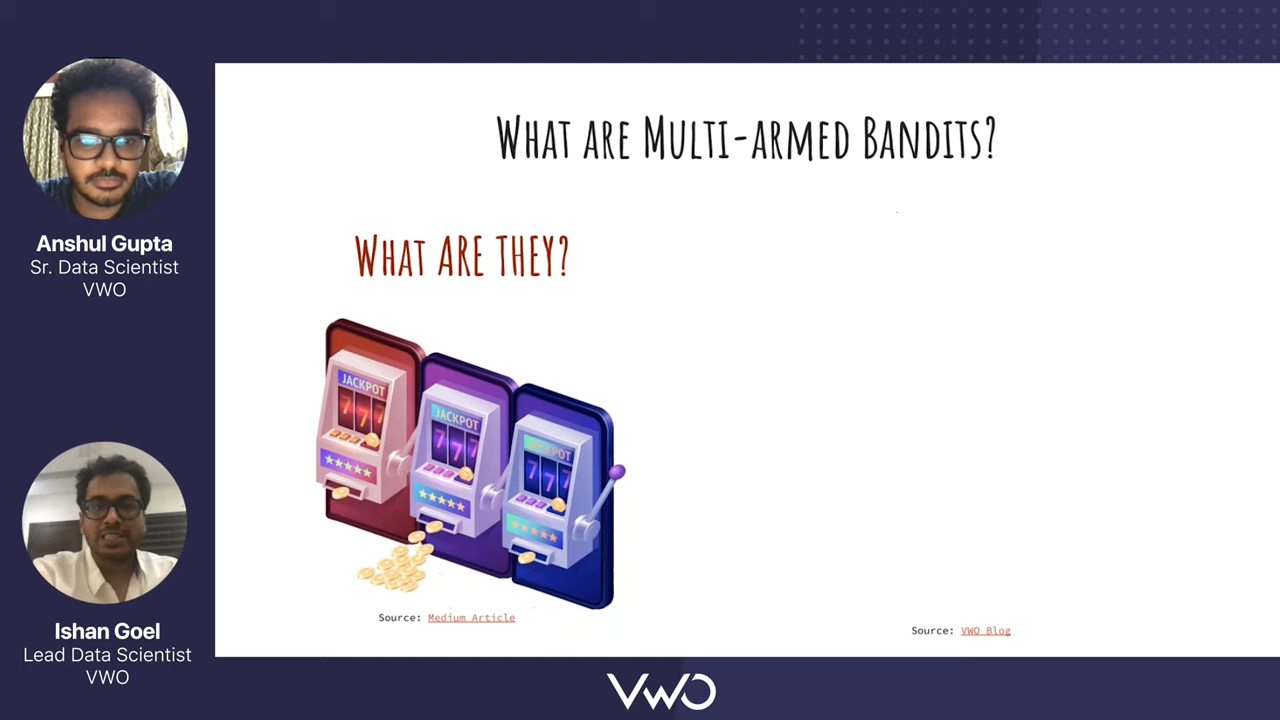 Anshul Gupta
Sr. Data Scientist
VWO
Ishan Goel
Lead Data Scientist
VWO
What are Multi-armed Bandits?
What ARE THEY?
JACKPOT
777
JACKPOT
777
JACKPOT
777
Source: Medium Article
Source: VWO Blog
VWO